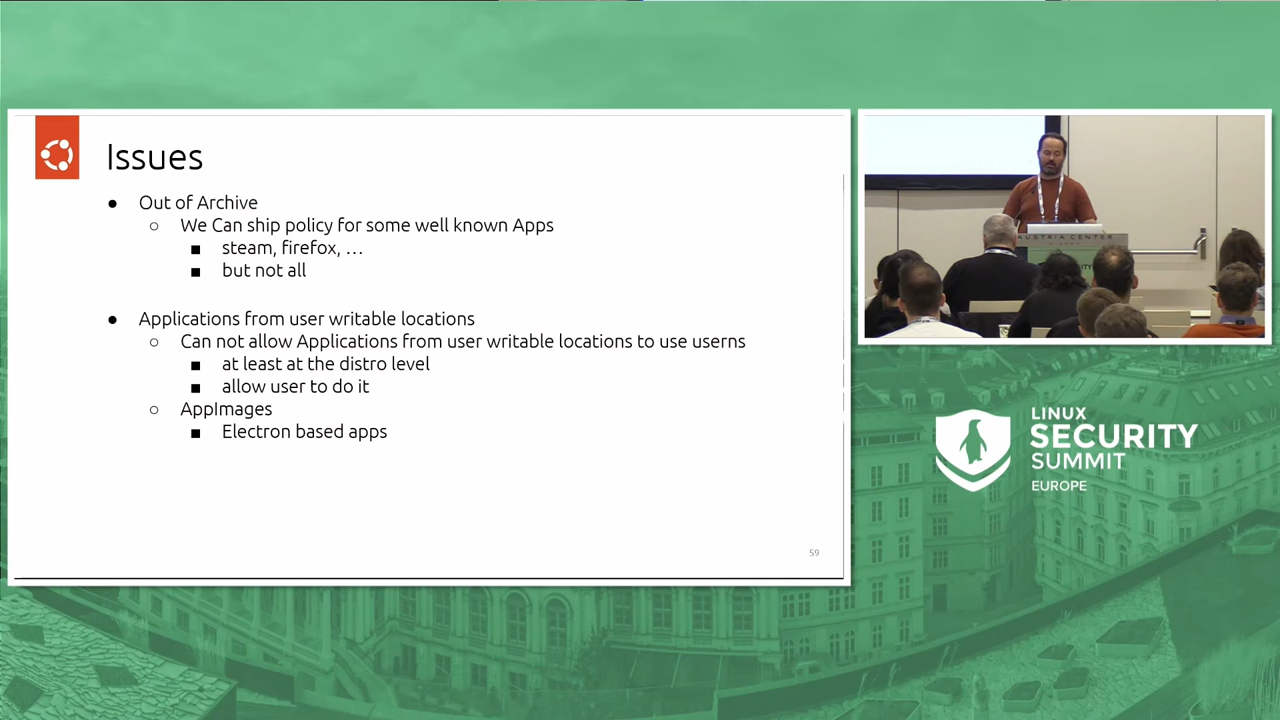 Issues
● Out of Archive
○ We Can ship policy for some well known Apps
■ steam, firefox, …
■ but not all
● Applications from user writable locations
○ Can not allow Applications from user writable locations to use userns
■ at least at the distro level
■ allow user to do it
○ AppImages
■ Electron based apps
59
AUSTRIA CENTER
LINUX
SECURITY
SUMMIT
EUROPE